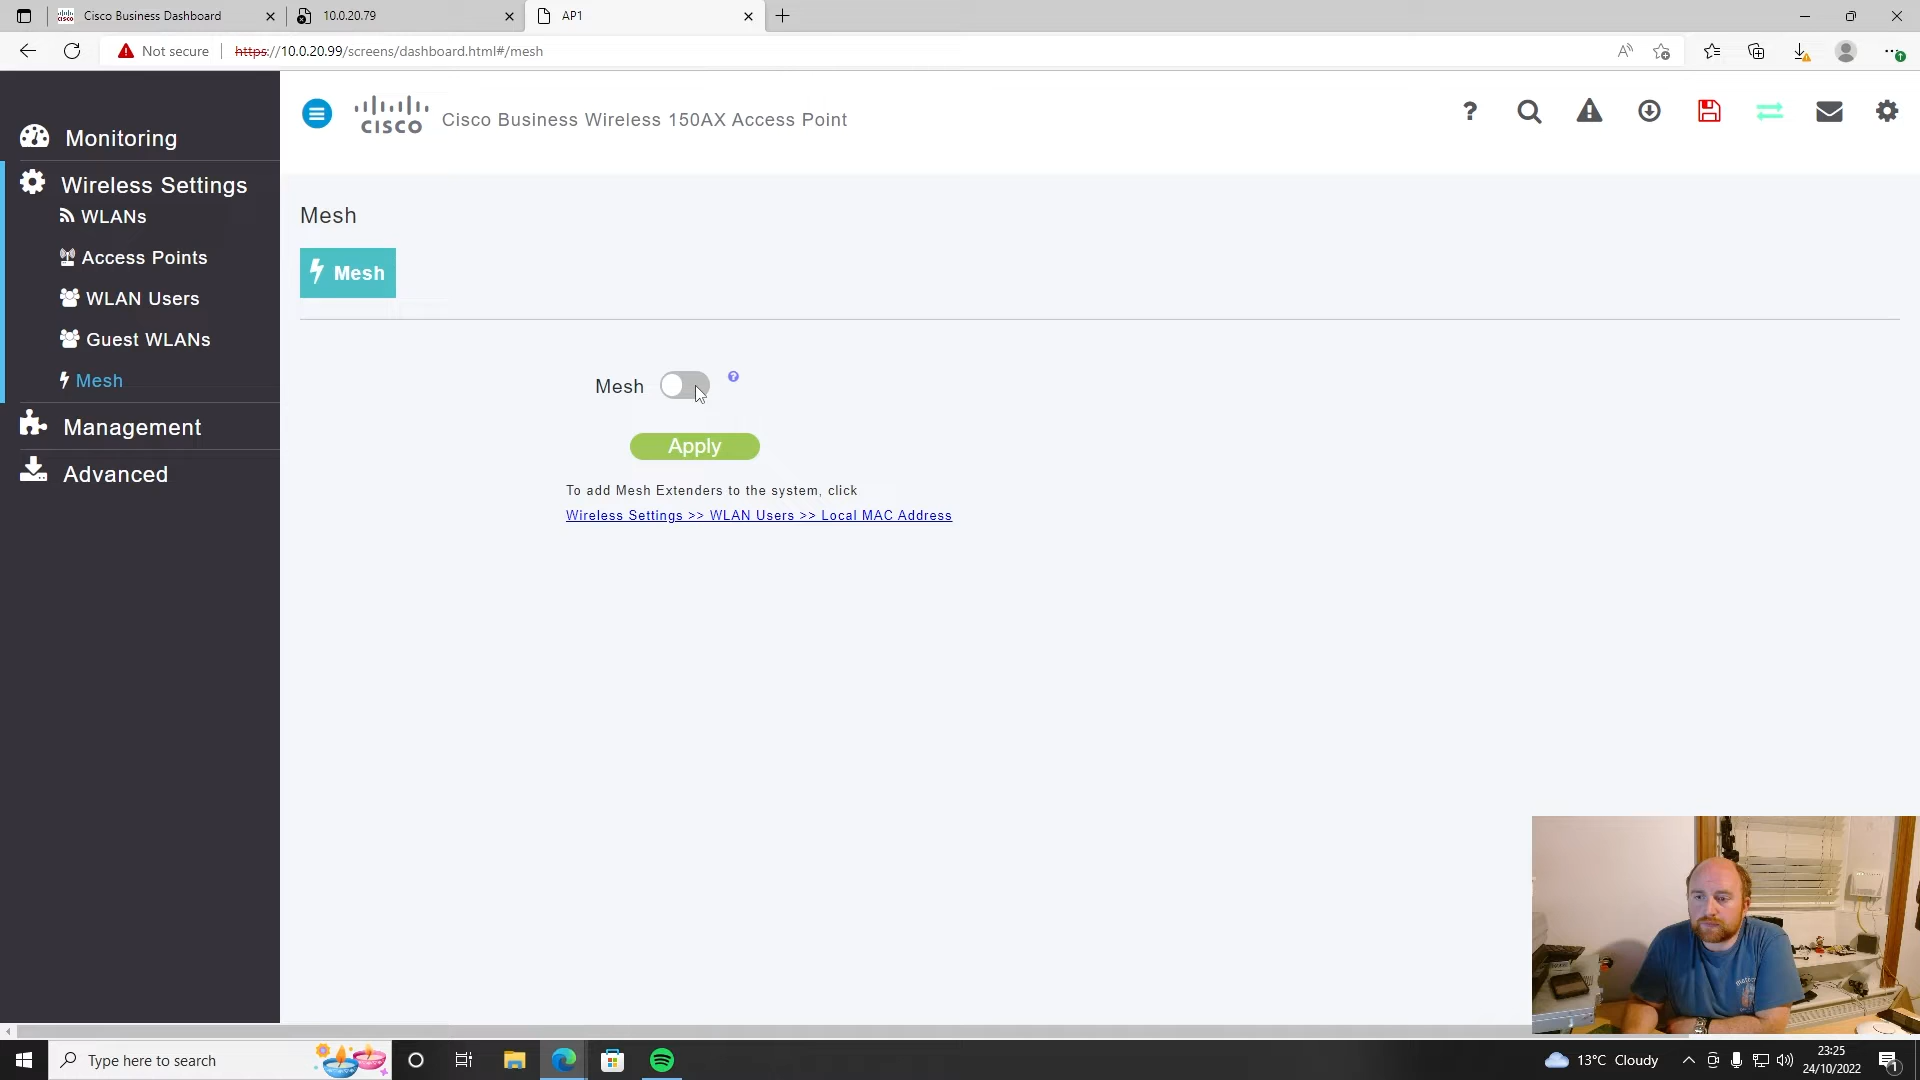 Cisco Business Dashboard
10.0.20.79
AP1
Not secure
https://10.0.20.99/screens/dashboard.html#/mesh
Monitoring
Wireless Settings
WLANs
Access Points
WLAN Users
Guest WLANs
Mesh
Management
Advanced
CISCO
Cisco Business Wireless 150AX Access Point
Mesh
Mesh
Mesh
Apply
To add Mesh Extenders to the system, click
Wireless Settings >> WLAN Users >> Local MAC Address
Type here to search
13°C Cloudy
23:25
24/10/2022
1